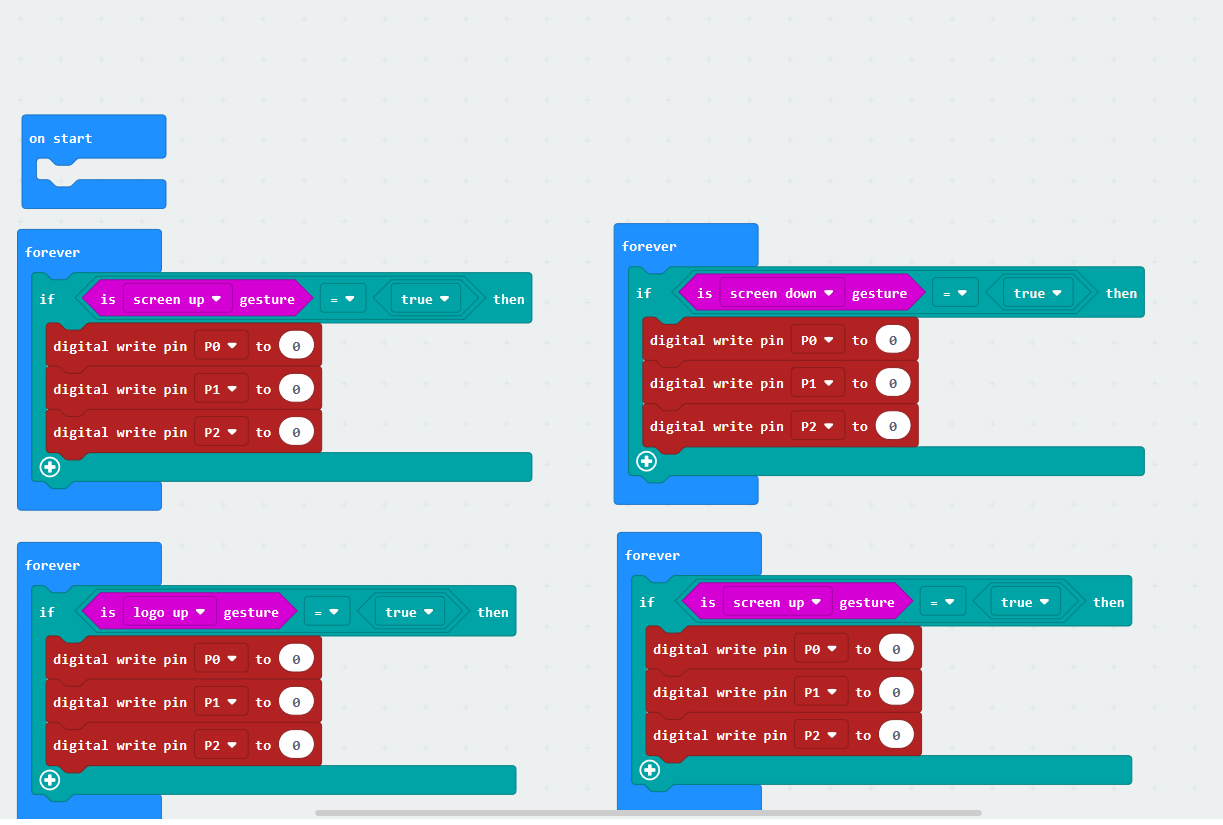 on start
forever
if is screen up gesture = true then
digital write pin P0 to 0
digital write pin P1 to 0
digital write pin P2 to 0
forever
if is screen down gesture = true then
digital write pin P0 to 0
digital write pin P1 to 0
digital write pin P2 to 0
forever
if is logo up gesture = true then
digital write pin P0 to 0
digital write pin P1 to 0
digital write pin P2 to 0
forever
if is screen up gesture = true then
digital write pin P0 to 0
digital write pin P1 to 0
digital write pin P2 to 0